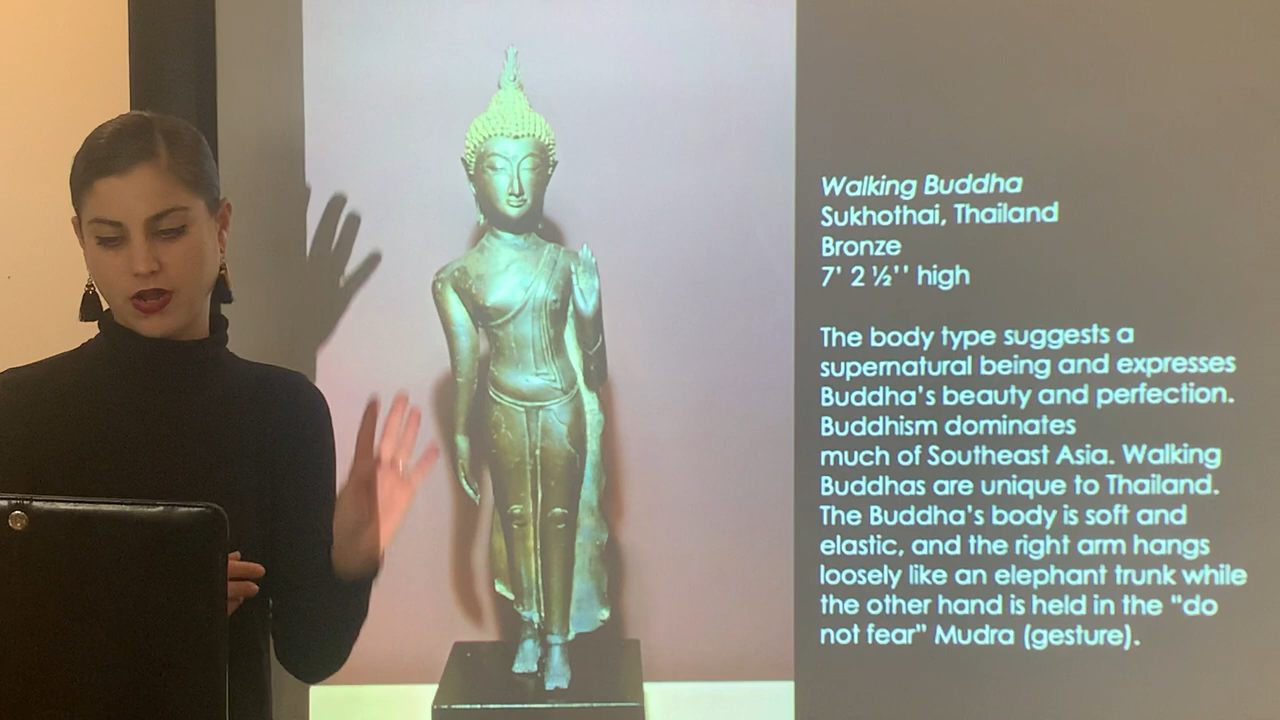 Walking Buddha
Sukhothai, Thailand
Bronze
7' 2 ½'' high
The body type suggests a
supernatural being and expresses
Buddha's beauty and perfection.
Buddhism dominates
much of Southeast Asia. Walking
Buddhas are unique to Thailand.
The Buddha's body is soft and
elastic, and the right arm hangs
loosely like an elephant trunk while
the other hand is held in the "do
not fear" Mudra (gesture).